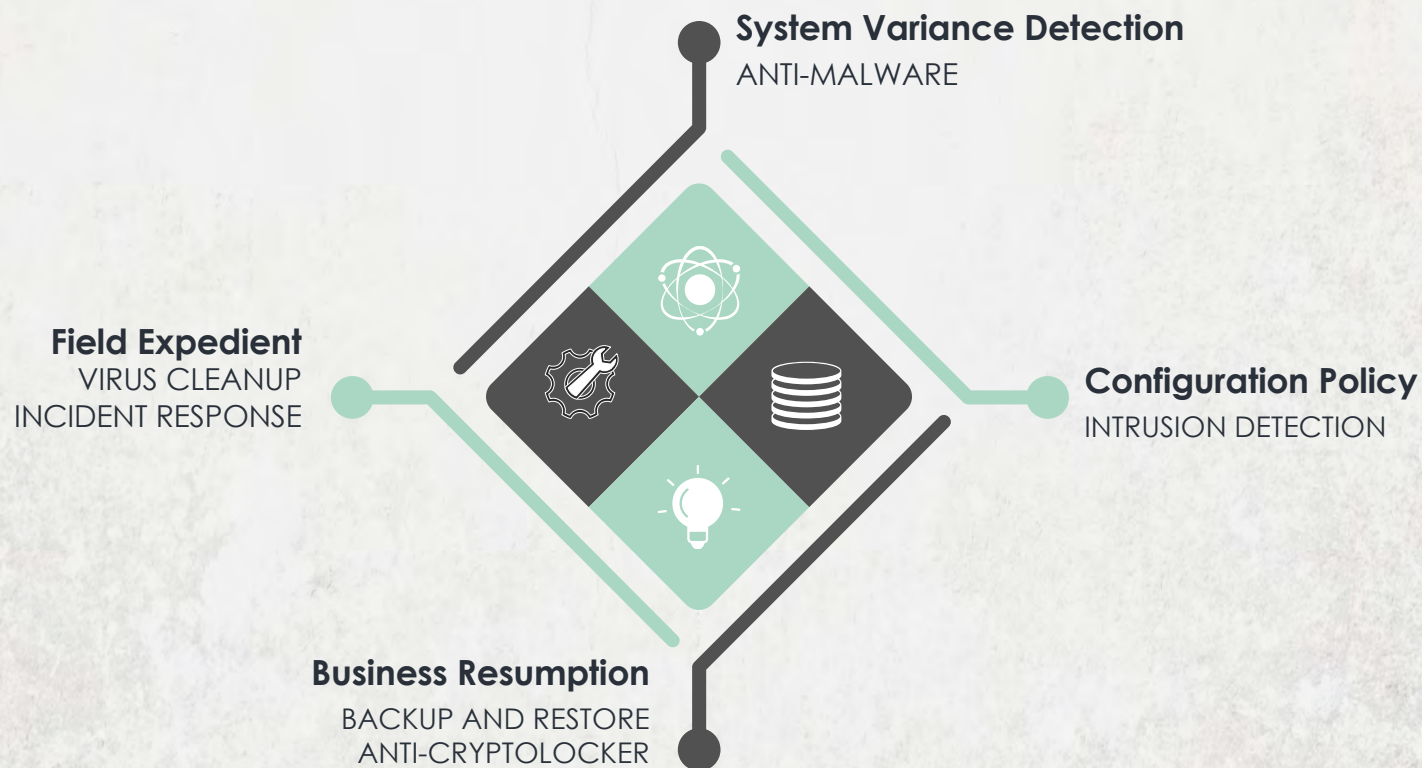 System Variance Detection
ANTI-MALWARE
Field Expedient
VIRUS CLEANUP
INCIDENT RESPONSE
Configuration Policy
INTRUSION DETECTION
Business Resumption
BACKUP AND RESTORE
ANTI-CRYPTOLOCKER